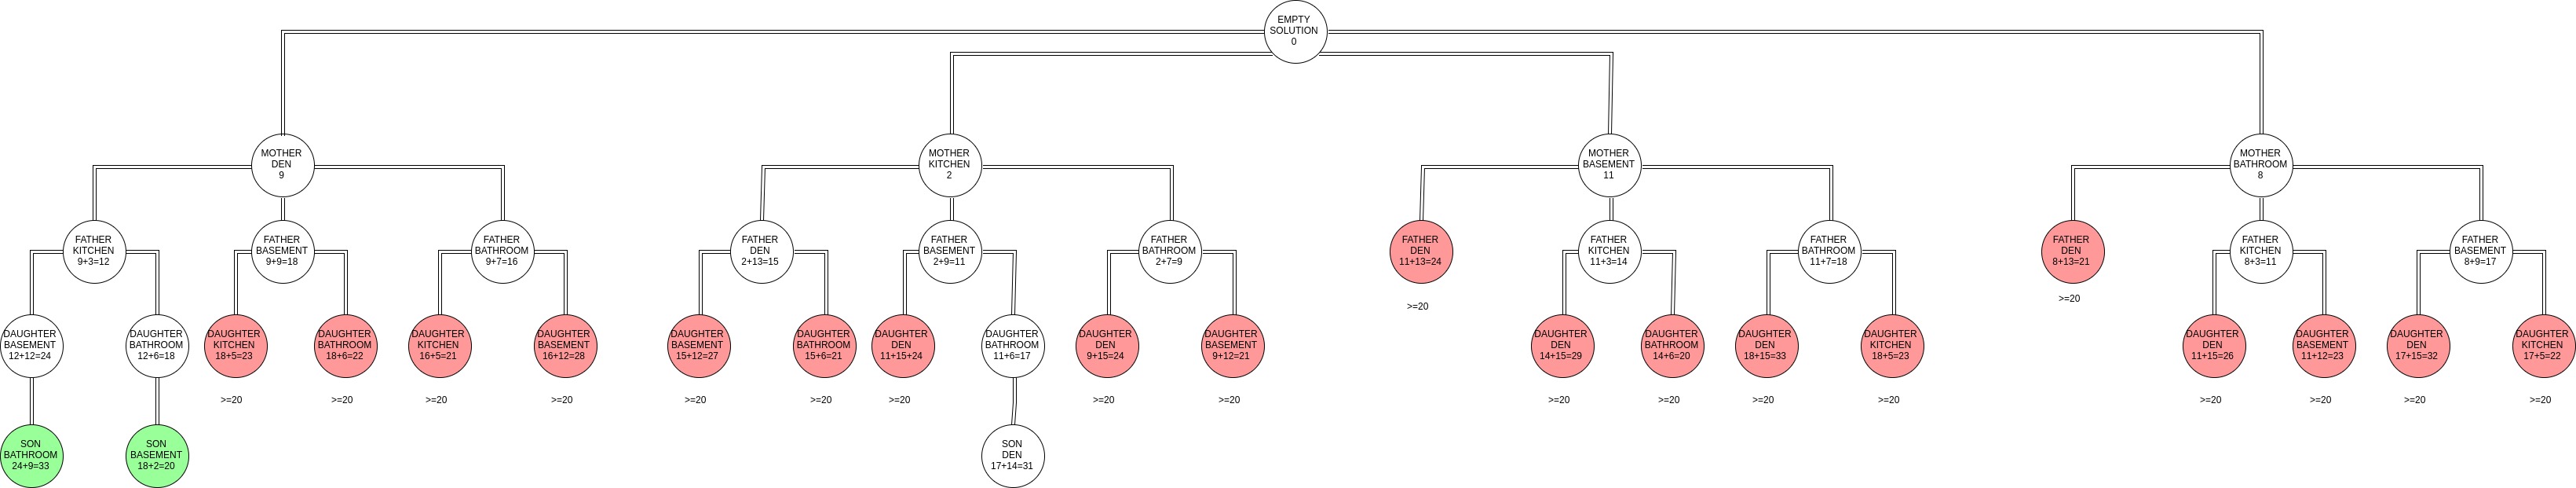 EMPTY
SOLUTION
0
MOTHER
DEN
9
MOTHER
KITCHEN
2
MOTHER
BASEMENT
11
MOTHER
BATHROOM
8
FATHER
KITCHEN
9+3=12
FATHER
BASEMENT
9+9=18
FATHER
BATHROOM
9+7=16
FATHER
DEN
2+13=15
FATHER
BASEMENT
2+9=11
FATHER
BATHROOM
2+7=9
FATHER
DEN
11+13=24
>=20
FATHER
KITCHEN
11+3=14
FATHER
BATHROOM
11+7=18
FATHER
DEN
8+13=21
>=20
FATHER
KITCHEN
8+3=11
FATHER
BASEMENT
8+9=17
DAUGHTER
BASEMENT
12+12=24
DAUGHTER
BATHROOM
12+6=18
DAUGHTER
KITCHEN
18+5=23
>=20
DAUGHTER
BATHROOM
18+6=22
>=20
DAUGHTER
KITCHEN
16+5=21
>=20
DAUGHTER
BASEMENT
16+12=28
>=20
DAUGHTER
BASEMENT
15+12=27
>=20
DAUGHTER
BATHROOM
15+6=21
>=20
DAUGHTER
DEN
11+15=24
>=20
DAUGHTER
BATHROOM
11+6=17
DAUGHTER
DEN
9+15=24
>=20
DAUGHTER
BASEMENT
9+12=21
>=20
DAUGHTER
DEN
14+15=29
>=20
DAUGHTER
BATHROOM
14+6=20
>=20
DAUGHTER
DEN
18+15=33
>=20
DAUGHTER
KITCHEN
18+5=23
>=20
DAUGHTER
DEN
11+15=26
>=20
DAUGHTER
BASEMENT
11+12=23
>=20
DAUGHTER
DEN
17+15=32
>=20
DAUGHTER
KITCHEN
17+5=22
>=20
SON
BATHROOM
24+9=33
SON
BASEMENT
18+2=20
SON
DEN
17+14=31